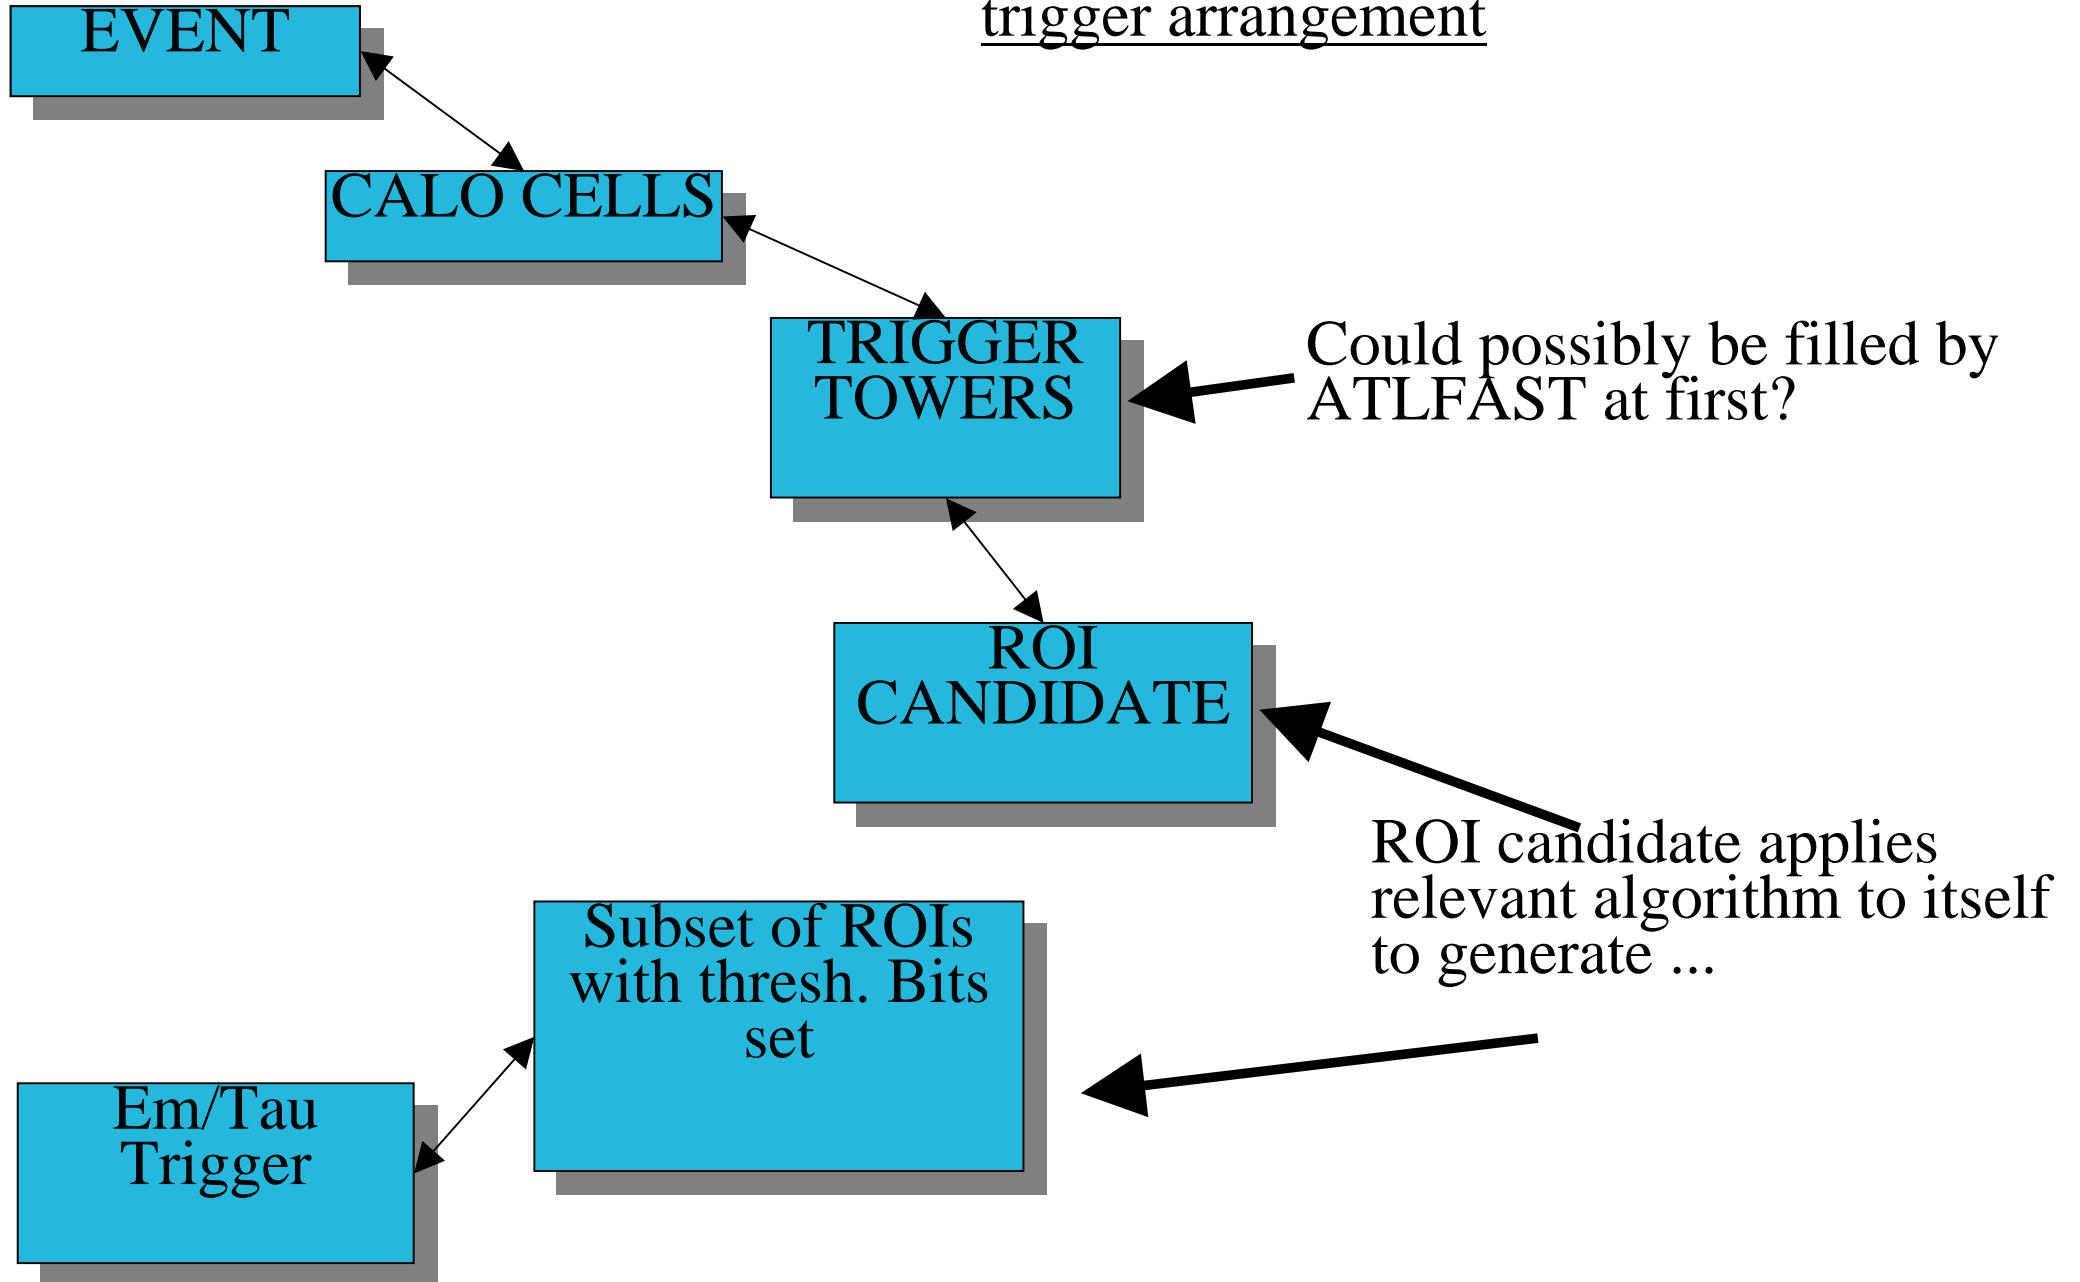 trigger arrangement
EVENT
CALO CELLS
TRIGGER
TOWERS
Could possibly be filled by
ATLFAST at first?
ROI
CANDIDATE
ROI candidate applies
relevant algorithm to itself
to generate ...
Subset of ROIs
with thresh. Bits
set
Em/Tau
Trigger